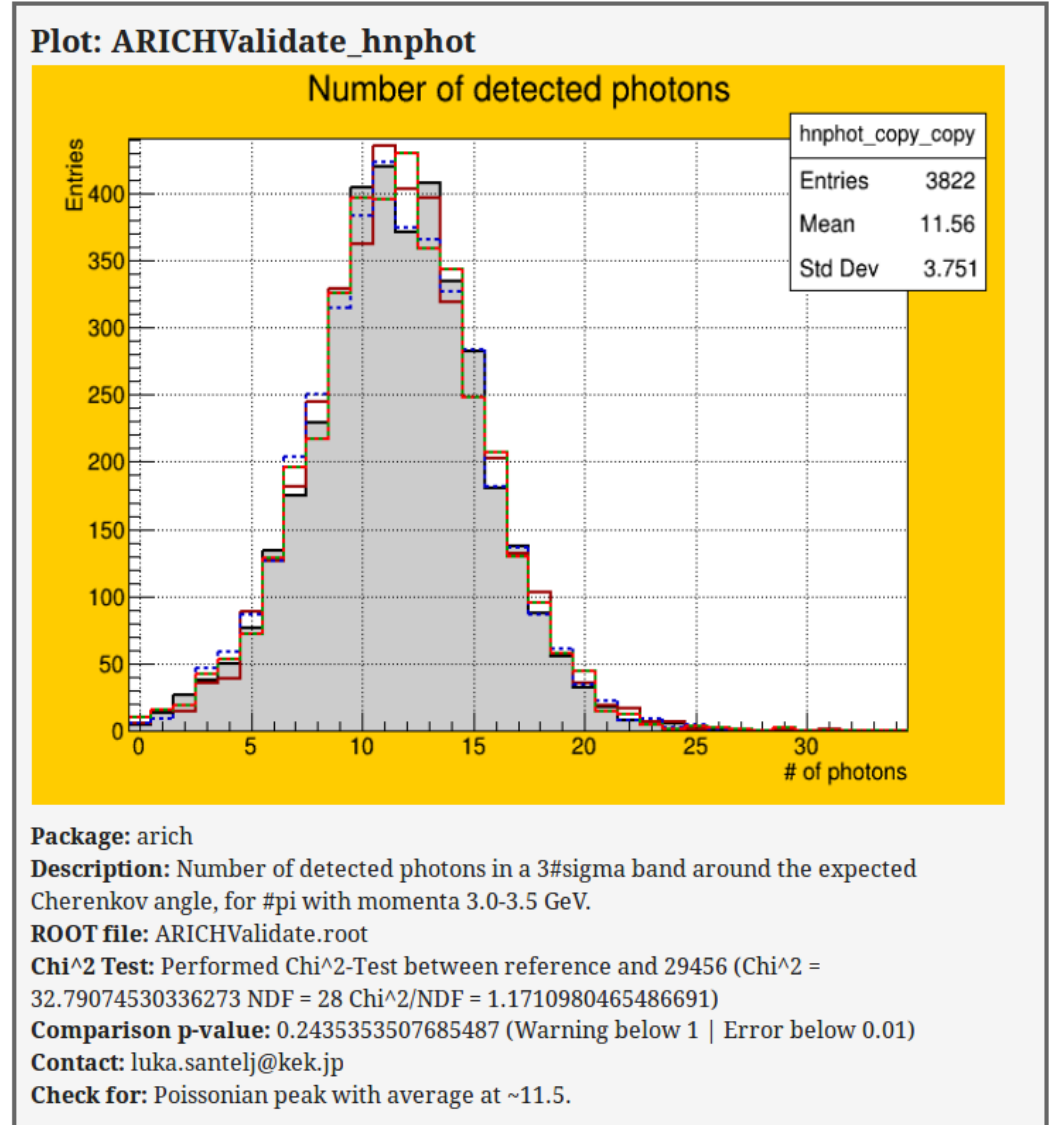 Plot: ARICHValidate_hnphot
Number of detected photons
hnphot_copy_copy
Entries 3822
Mean 11.56
Std Dev 3.751
Entries
400
350
300
250
200
150
100
50
0
0 5 10 15 20 25 30
# of photons
Package: arich
Description: Number of detected photons in a 3#sigma band around the expected
Cherenkov angle, for #pi with momenta 3.0-3.5 GeV.
ROOT file: ARICHValidate.root
Chi^2 Test: Performed Chi^2-Test between reference and 29456 (Chi^2 =
32.79074530336273 NDF = 28 Chi^2/NDF = 1.1710980465486691)
Comparison p-value: 0.2435353507685487 (Warning below 1 | Error below 0.01)
Contact: luka.santelj@kek.jp
Check for: Poissonian peak with average at ~11.5.